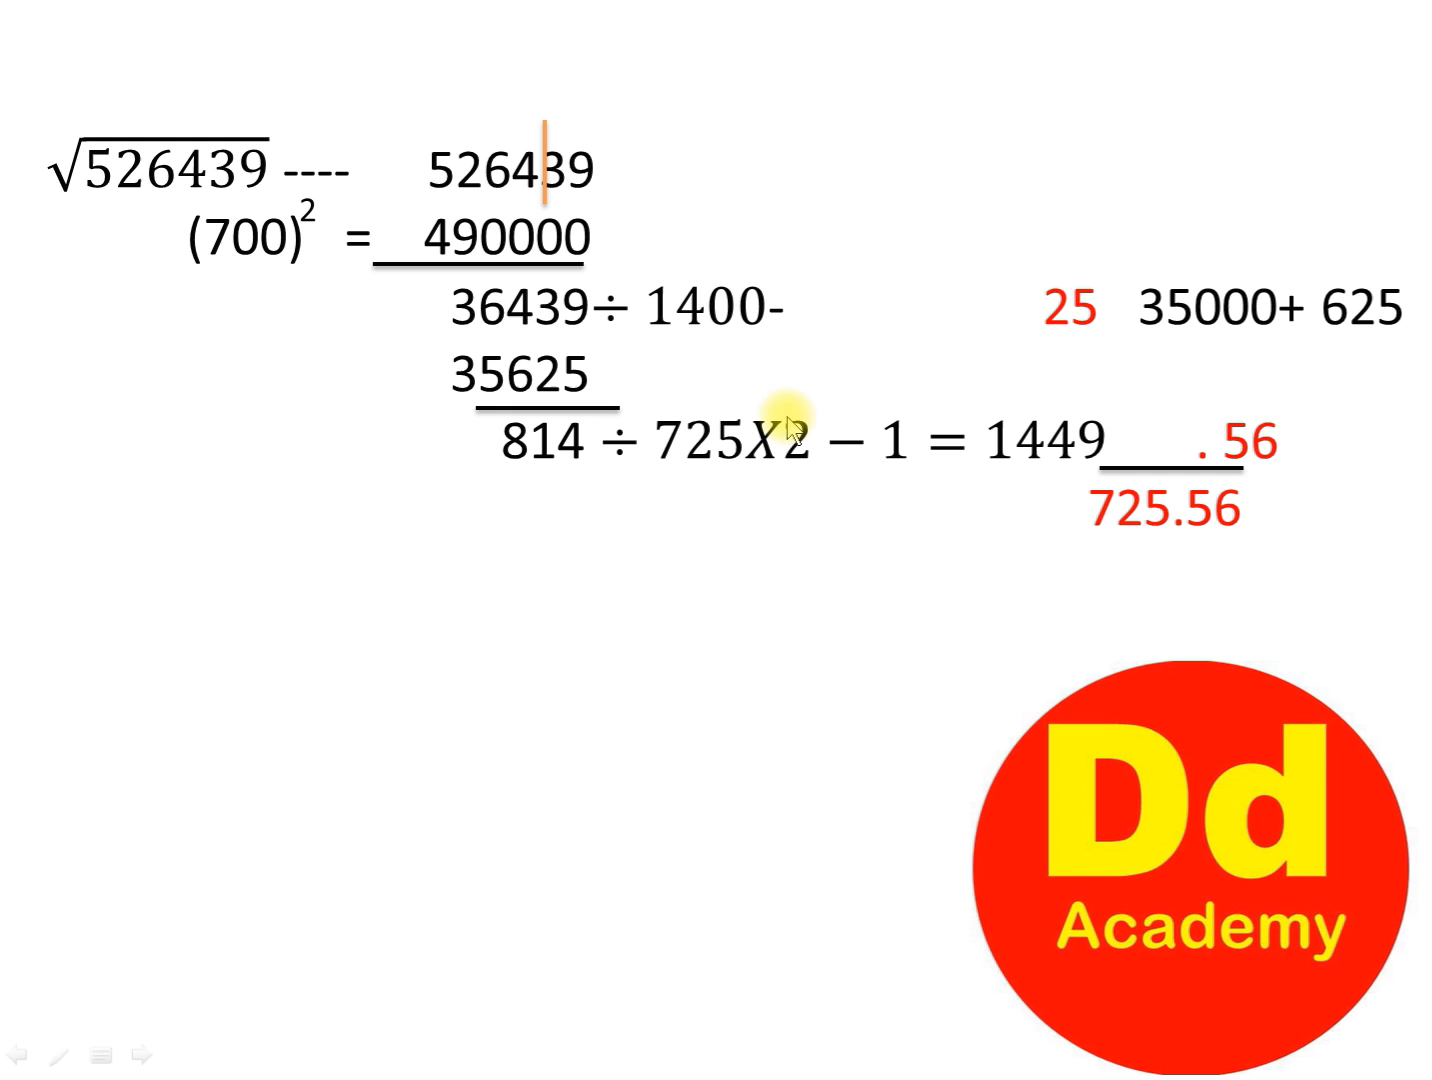 √526439 ---- 526439
(700)² = 490000
36439÷ 1400- 25 35000+ 625
35625
814 ÷ 725X2 − 1 = 1449 . 56
725.56
Dd
Academy